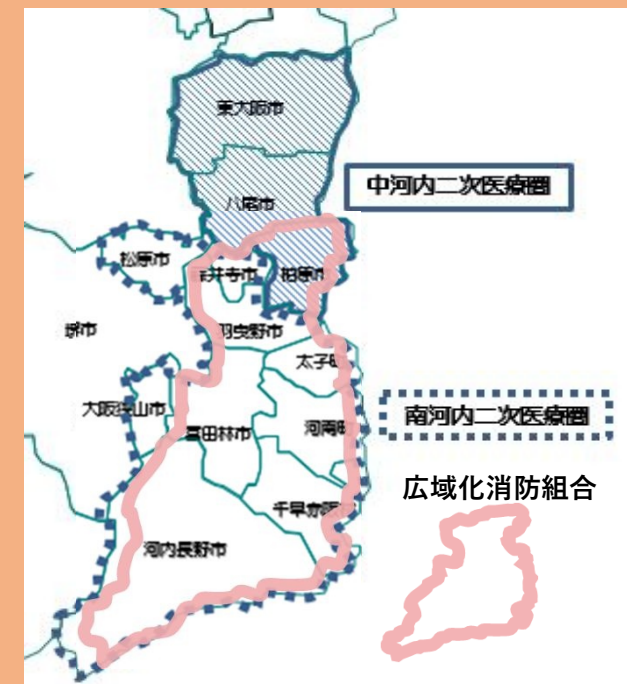 東大阪市
中河内二次医療圏
八尾市
松原市
柏原市
羽曳野市
堺市
太子町
大阪狭山市
南河内二次医療圏
富田林市
河南町
広域化消防組合
千早赤阪
河内長野市